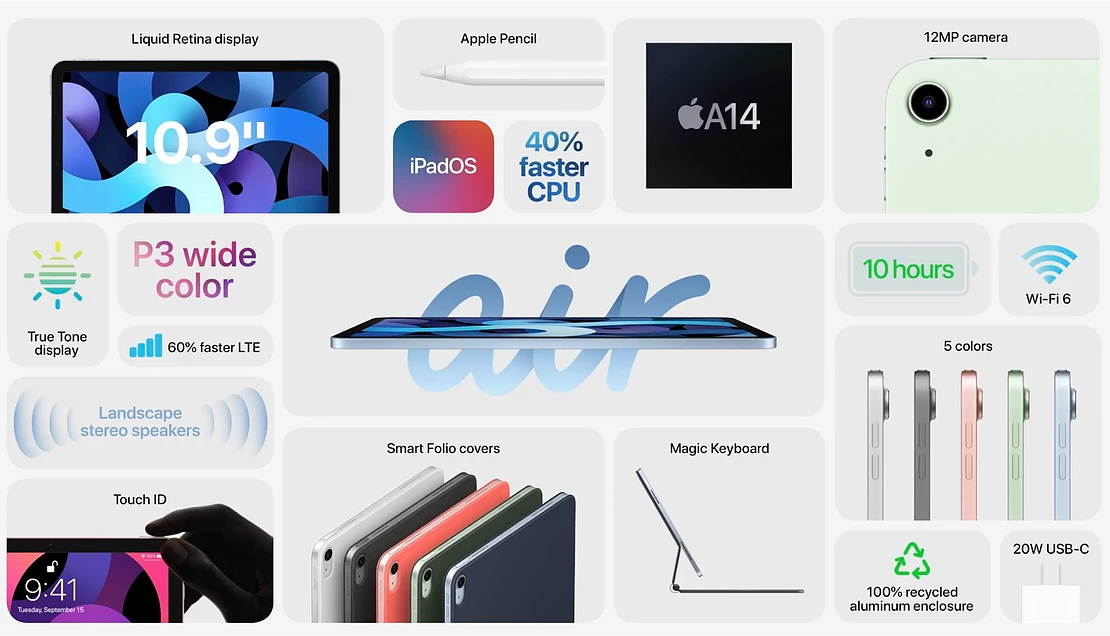 Liquid Retina display
10.9"
Apple Pencil
iPadOS
40%
faster
CPU
A14
12MP camera
True Tone
display
P3 wide
color
60% faster LTE
air
10 hours
Wi-Fi 6
Landscape
stereo speakers
5 colors
Touch ID
9:41
Tuesday, September 15
Smart Folio covers
Magic Keyboard
100% recycled
aluminum enclosure
20W USB-C